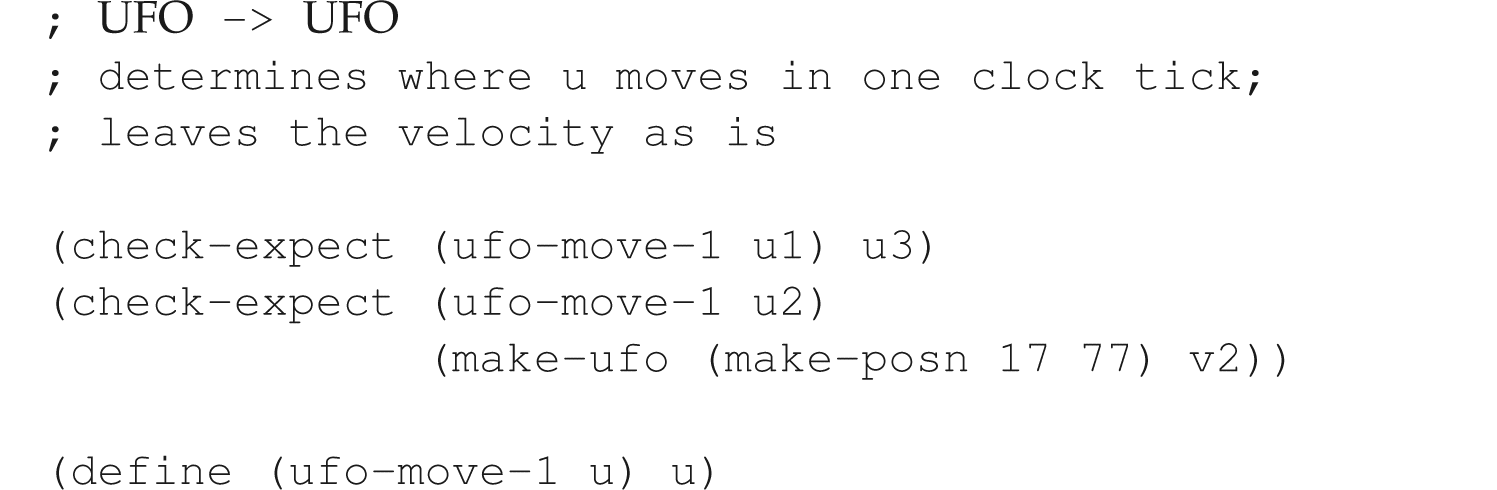 ; UFO -> UFO
; determines where u moves in one clock tick;
; leaves the velocity as is
(check-expect (ufo-move-1 u1) u3)
(check-expect (ufo-move-1 u2)
(make-ufo (make-posn 17 77) v2))
(define (ufo-move-1 u) u)